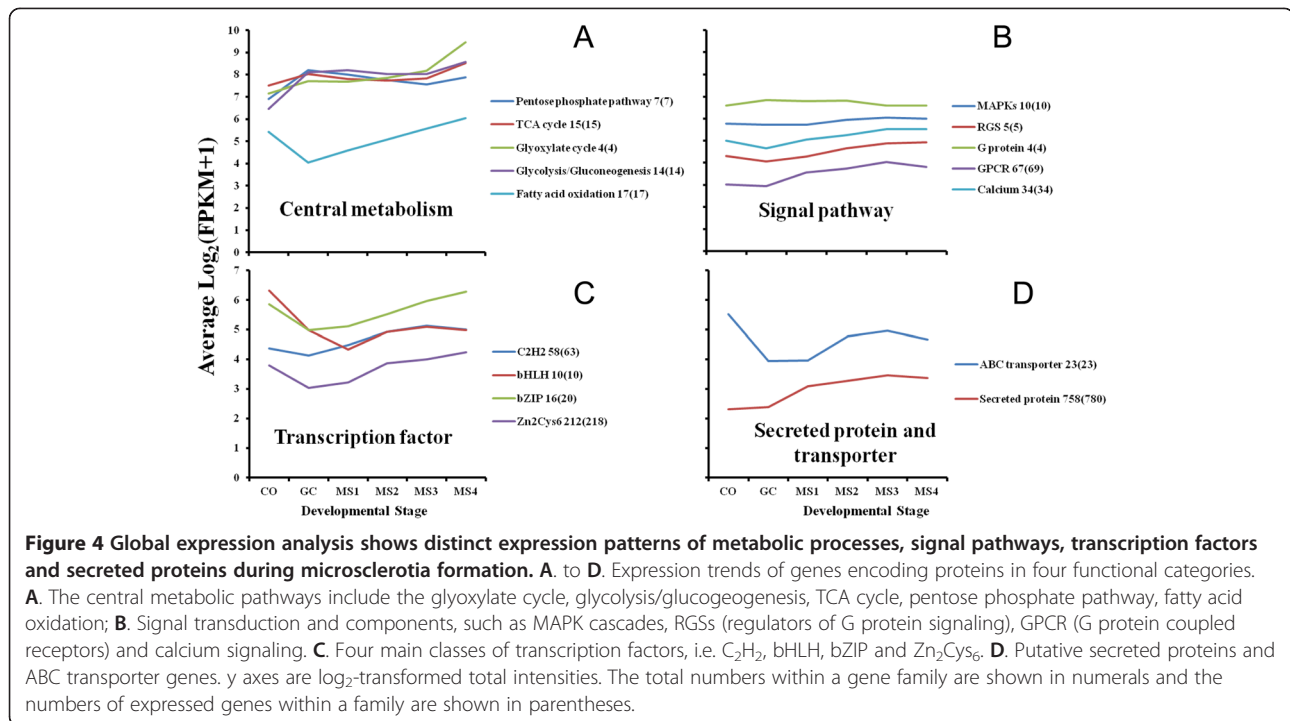 A
10
9
8
7
6
5
4
3
2
1
0
Pentose phosphate pathway 7(7)
TCA cycle 15(15)
Glyoxylate cycle 4(4)
Glycolysis/Gluconeogenesis 14(14)
Fatty acid oxidation 17(17)
Central metabolism
B
MAPKs 10(10)
RGS 5(5)
G protein 4(4)
GPCR 67(69)
Calcium 34(34)
Signal pathway
Average Log2(FPKM+1)
C
7
6
5
4
3
2
1
0
C2H2 58(63)
bHLH 10(10)
bZIP 16(20)
Zn2Cys6 212(218)
Transcription factor
CO GC MS1 MS2 MS3 MS4
Developmental Stage
D
ABC transporter 23(23)
Secreted protein 758(780)
Secreted protein and
transporter
CO GC MS1 MS2 MS3 MS4
Developmental Stage
Figure 4 Global expression analysis shows distinct expression patterns of metabolic processes, signal pathways, transcription factors
and secreted proteins during microsclerotia formation. A. to D. Expression trends of genes encoding proteins in four functional categories.
A. The central metabolic pathways include the glyoxylate cycle, glycolysis/glucogeogenesis, TCA cycle, pentose phosphate pathway, fatty acid
oxidation; B. Signal transduction and components, such as MAPK cascades, RGSs (regulators of G protein signaling), GPCR (G protein coupled
receptors) and calcium signaling. C. Four main classes of transcription factors, i.e. C2H2, bHLH, bZIP and Zn2Cys6. D. Putative secreted proteins and
ABC transporter genes. y axes are log2-transformed total intensities. The total numbers within a gene family are shown in numerals and the
numbers of expressed genes within a family are shown in parentheses.